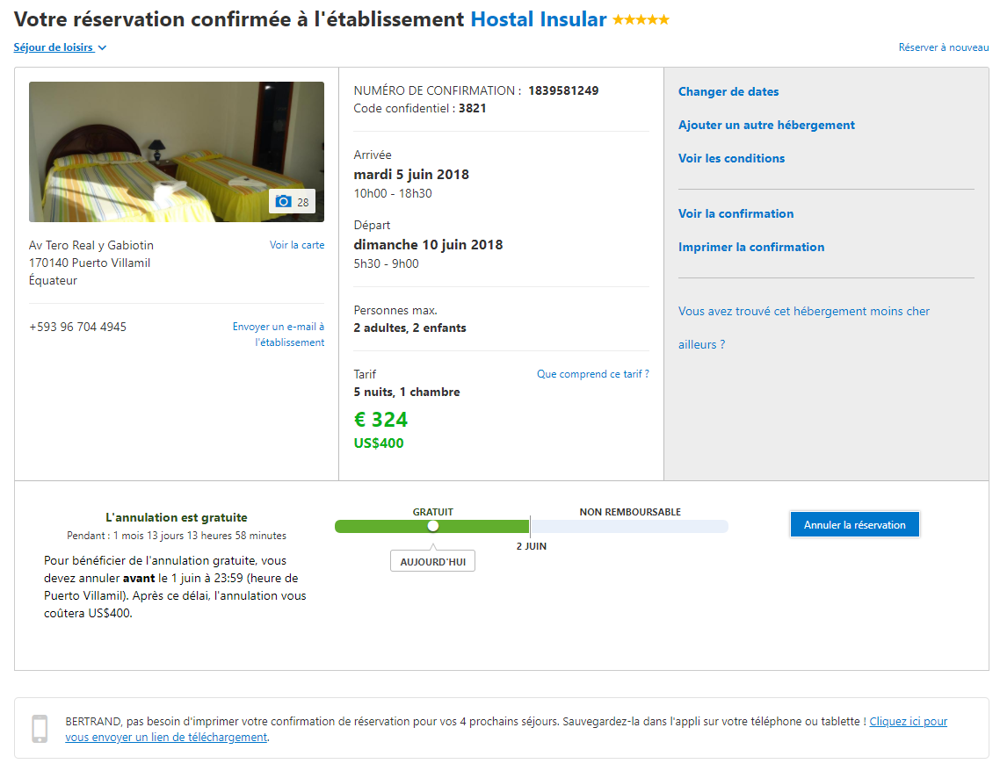 Votre réservation confirmée à l'établissement Hostal Insular
Séjour de loisirs
Réserver à nouveau
28
Av Tero Real y Gabiotin
Voir la carte
170140 Puerto Villamil
Équateur
+593 96 704 4945
Envoyer un e-mail à
l'établissement
NUMÉRO DE CONFIRMATION : 1839581249
Code confidentiel : 3821
Arrivée
mardi 5 juin 2018
10h00 - 18h30
Départ
dimanche 10 juin 2018
5h30 - 9h00
Personnes max.
2 adultes, 2 enfants
Tarif
Que comprend ce tarif ?
5 nuits, 1 chambre
€ 324
US$400
Changer de dates
Ajouter un autre hébergement
Voir les conditions
Voir la confirmation
Imprimer la confirmation
Vous avez trouvé cet hébergement moins cher
ailleurs ?
L'annulation est gratuite
Pendant : 1 mois 13 jours 13 heures 58 minutes
Pour bénéficier de l'annulation gratuite, vous
devez annuler avant le 1 juin à 23:59 (heure de
Puerto Villamil). Après ce délai, l'annulation vous
coûtera US$400.
GRATUIT
NON REMBOURSABLE
2 JUIN
AUJOURD'HUI
Annuler la réservation
BERTRAND, pas besoin d'imprimer votre confirmation de réservation pour vos 4 prochains séjours. Sauvegardez-la dans l'appli sur votre téléphone ou tablette ! Cliquez ici pour
vous envoyer un lien de téléchargement.